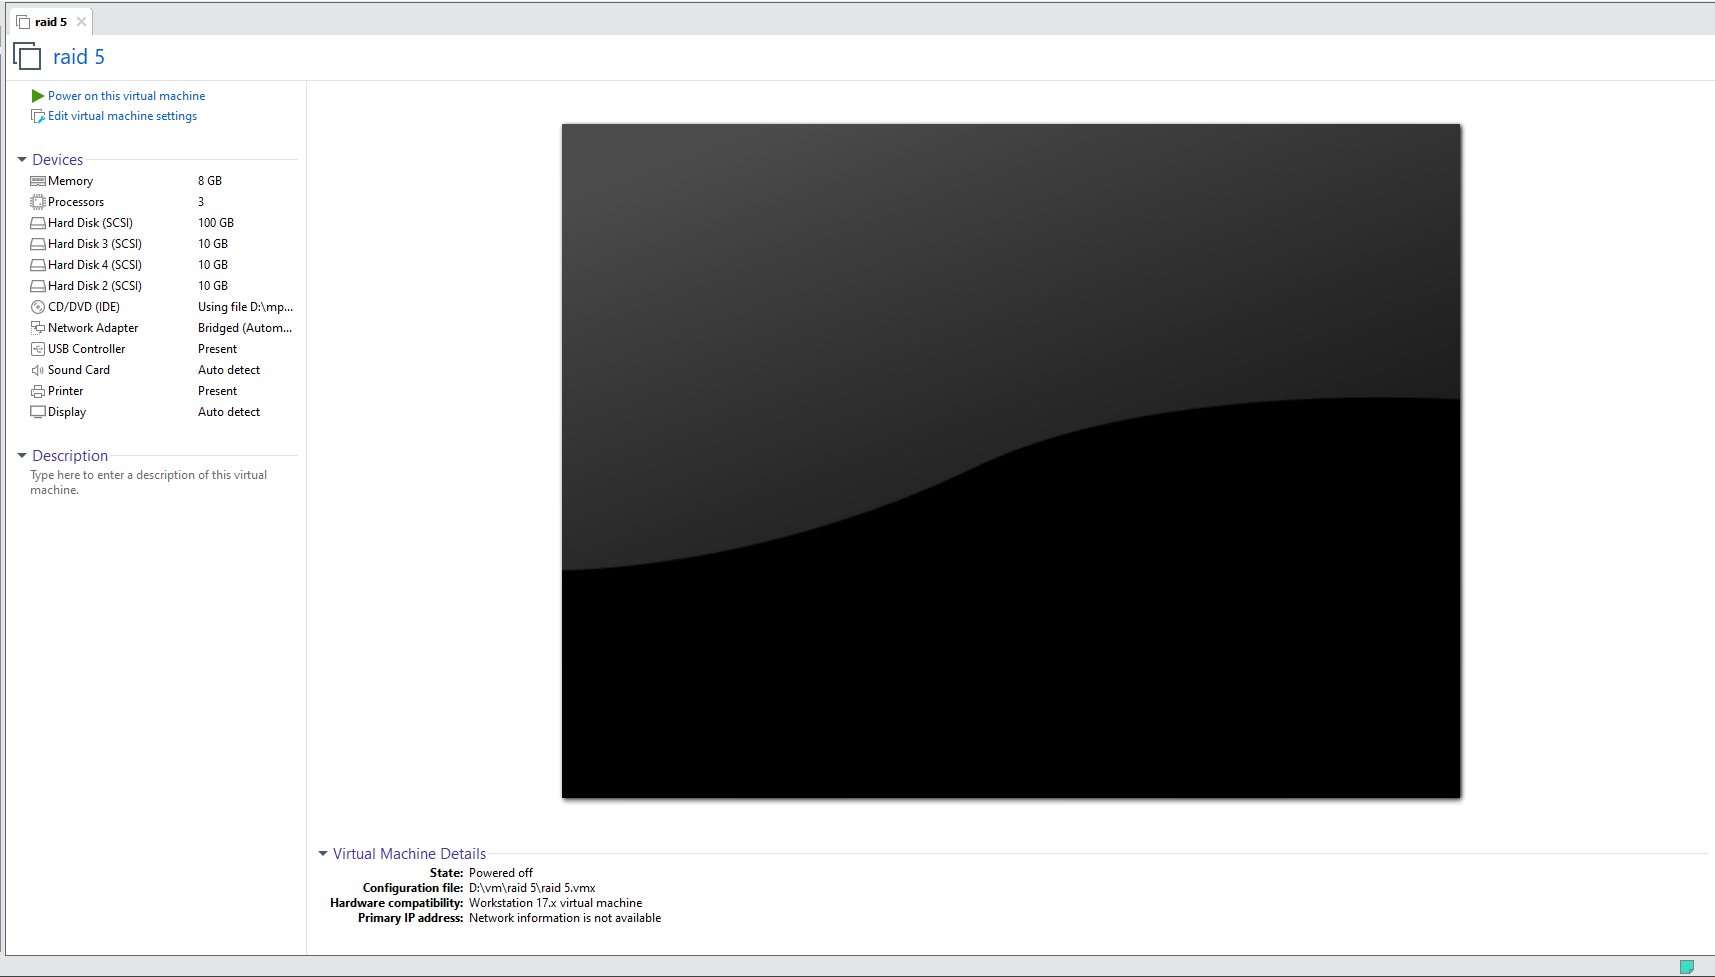 raid 5
raid 5
Power on this virtual machine
Edit virtual machine settings
Devices
Memory 8 GB
Processors 3
Hard Disk (SCSI) 100 GB
Hard Disk 3 (SCSI) 10 GB
Hard Disk 4 (SCSI) 10 GB
Hard Disk 2 (SCSI) 10 GB
CD/DVD (IDE) Using file D:\mp...
Network Adapter Bridged (Autom...
USB Controller Present
Sound Card Auto detect
Printer Present
Display Auto detect
Description
Type here to enter a description of this virtual
machine.
Virtual Machine Details
State: Powered off
Configuration file: D:\vm\raid 5\raid 5.vmx
Hardware compatibility: Workstation 17.x virtual machine
Primary IP address: Network information is not available